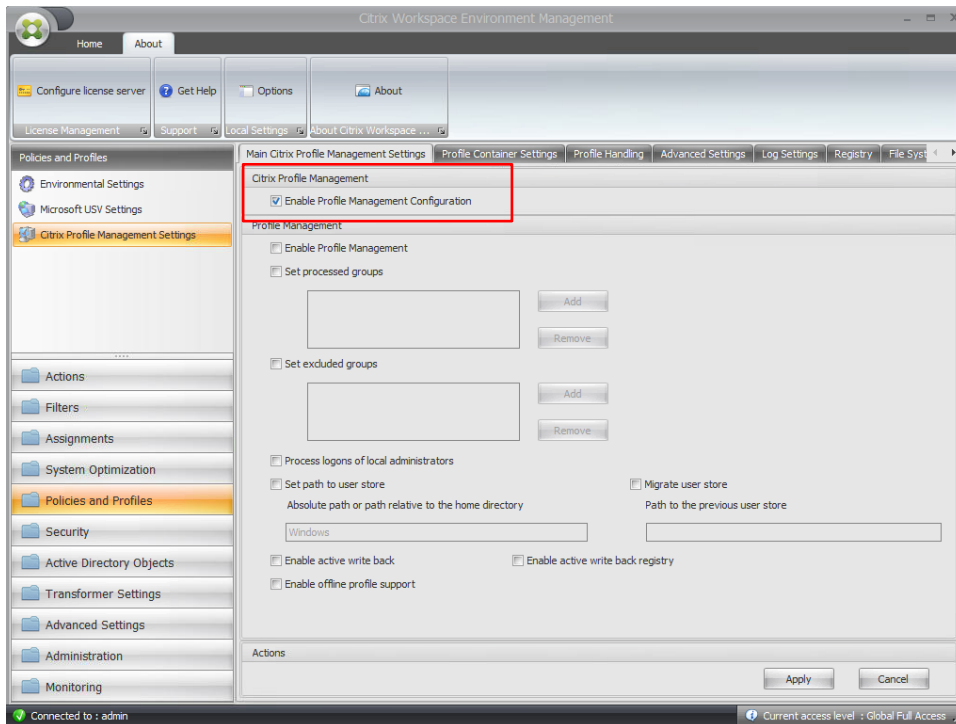 Citrix Workspace Environment Management
Home About
Configure license server Get Help Options About
License Management Support Local Settings About Citrix Workspace ...
Policies and Profiles
Environmental Settings
Microsoft USV Settings
Citrix Profile Management Settings
Actions
Filters
Assignments
System Optimization
Policies and Profiles
Security
Active Directory Objects
Transformer Settings
Advanced Settings
Administration
Monitoring
Main Citrix Profile Management Settings Profile Container Settings Profile Handling Advanced Settings Log Settings Registry File Syst
Citrix Profile Management
Enable Profile Management Configuration
Profile Management
Enable Profile Management
Set processed groups
Add
Remove
Set excluded groups
Add
Remove
Process logons of local administrators
Set path to user store Migrate user store
Absolute path or path relative to the home directory Path to the previous user store
Windows
Enable active write back Enable active write back registry
Enable offline profile support
Actions
Apply Cancel
Connected to : admin Current access level : Global Full Access